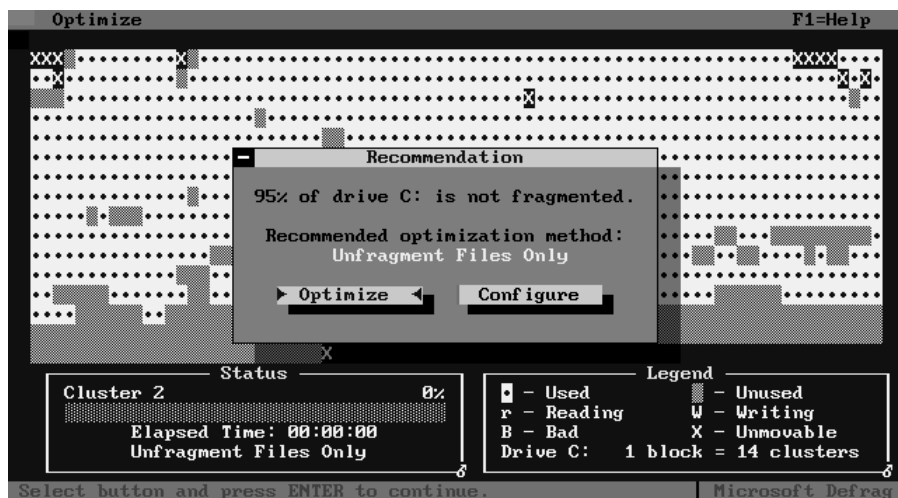 Optimize F1=Help
Recommendation
95% of drive C: is not fragmented.
Recommended optimization method:
Unfragment Files Only
Optimize Configure
Status
Cluster 2 0%
Elapsed Time: 00:00:00
Unfragment Files Only
Legend
• - Used ▒ - Unused
r - Reading W - Writing
B - Bad X - Unmovable
Drive C: 1 block = 14 clusters
Select button and press ENTER to continue. Microsoft Defrag